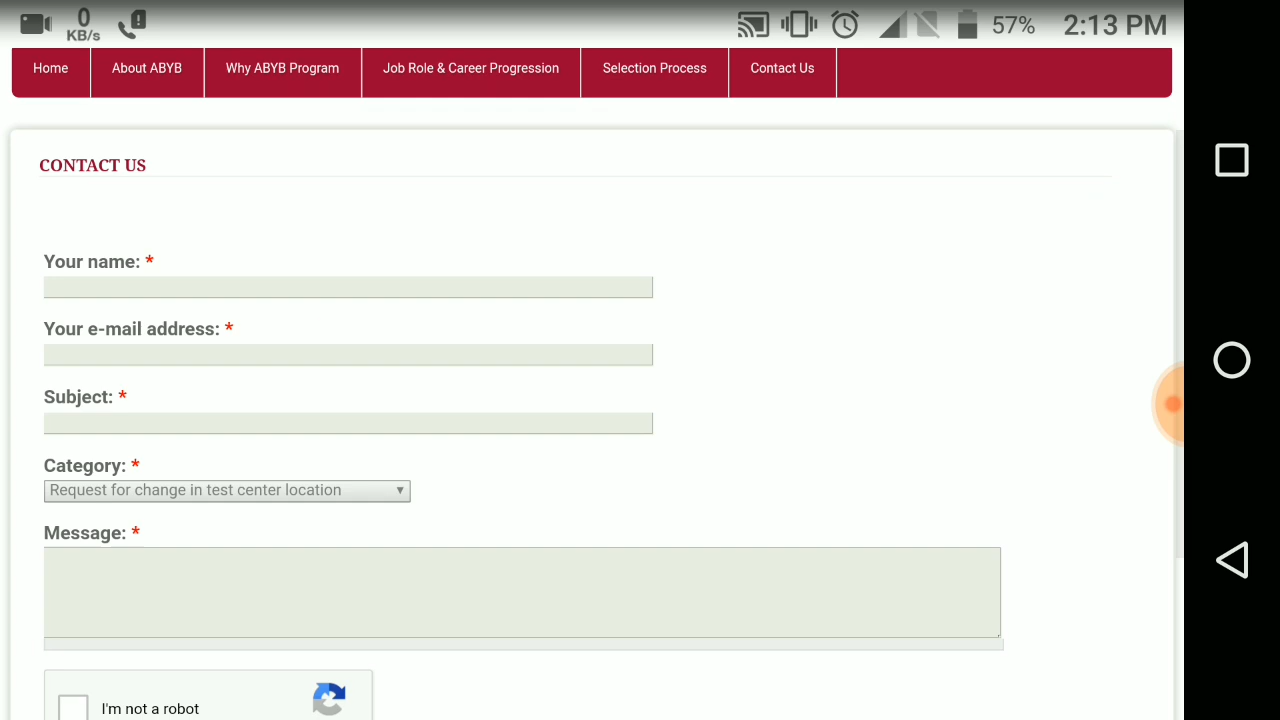 0
KB/s
57%
2:13 PM
Home
About ABYB
Why ABYB Program
Job Role & Career Progression
Selection Process
Contact Us
CONTACT US
Your name: *
Your e-mail address: *
Subject: *
Category: *
Request for change in test center location
Message: *
I'm not a robot